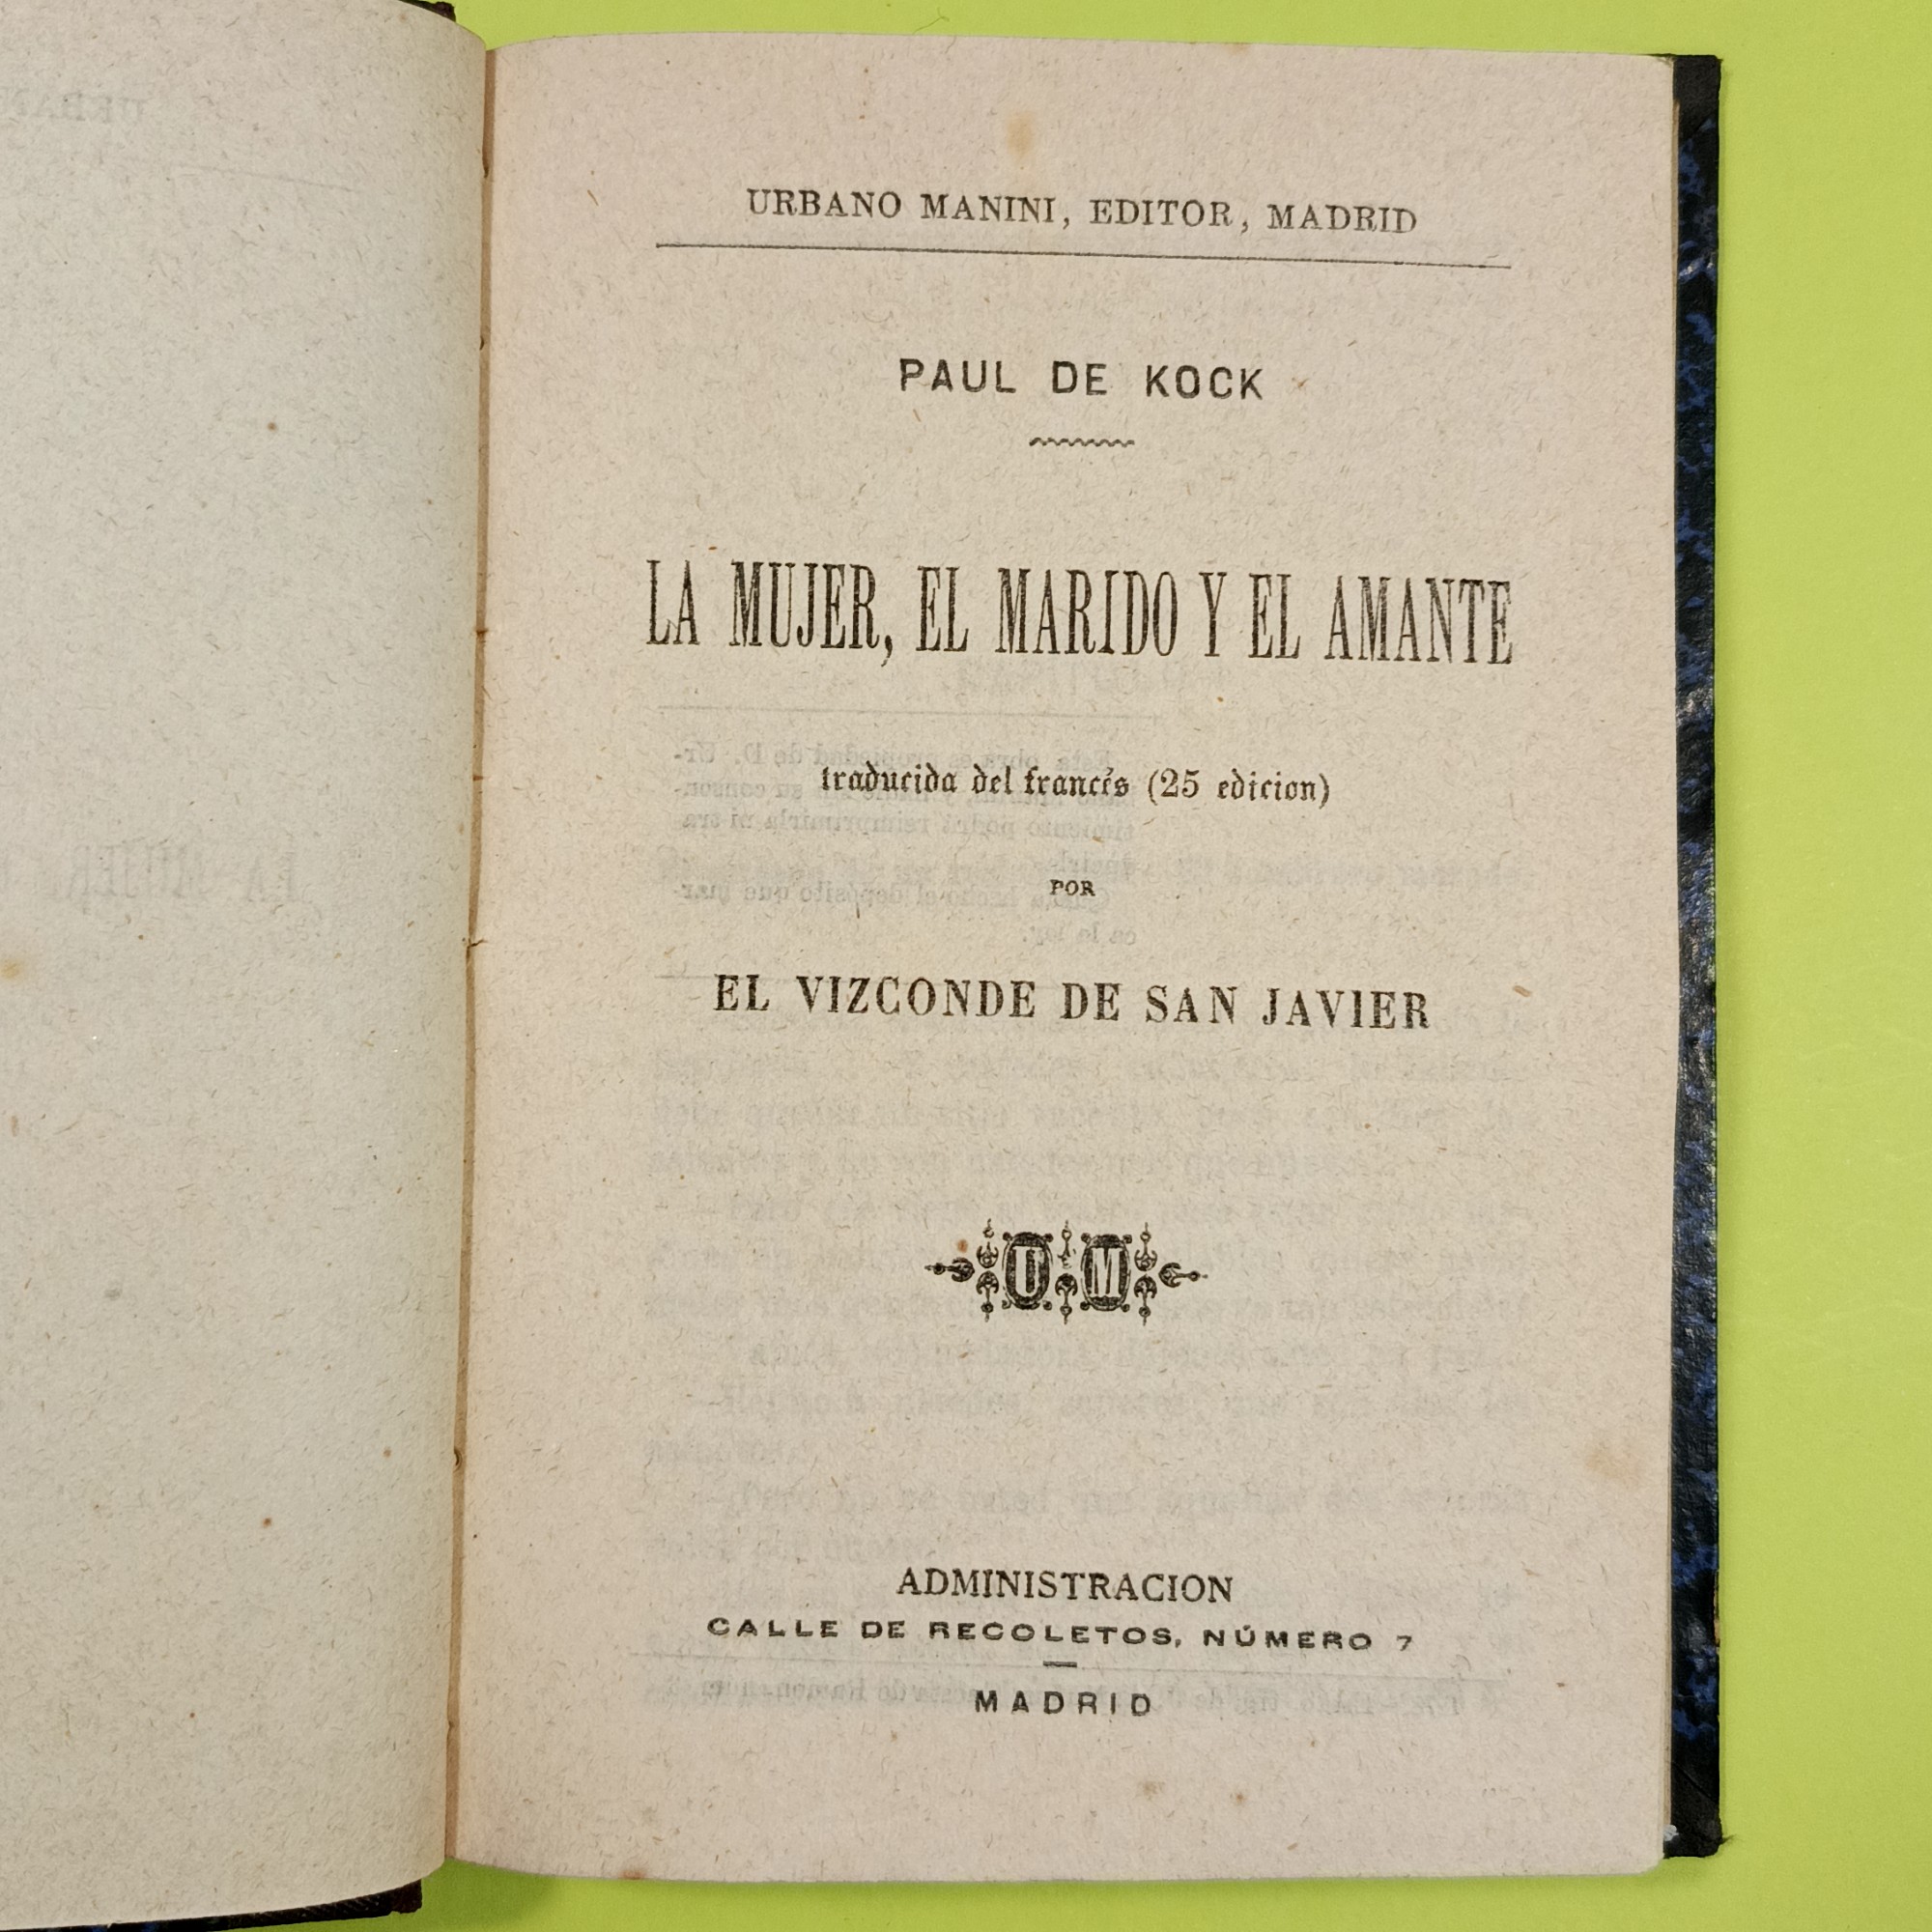 URBANO MANINI, EDITOR, MADRID
PAUL DE KOCK
LA MUJER, EL MARIDO Y EL AMANTE
traducida del francés (25 edicion)
POR
EL VIZCONDE DE SAN JAVIER
U M
ADMINISTRACION
CALLE DE RECOLETOS, NÚMERO 7
MADRID